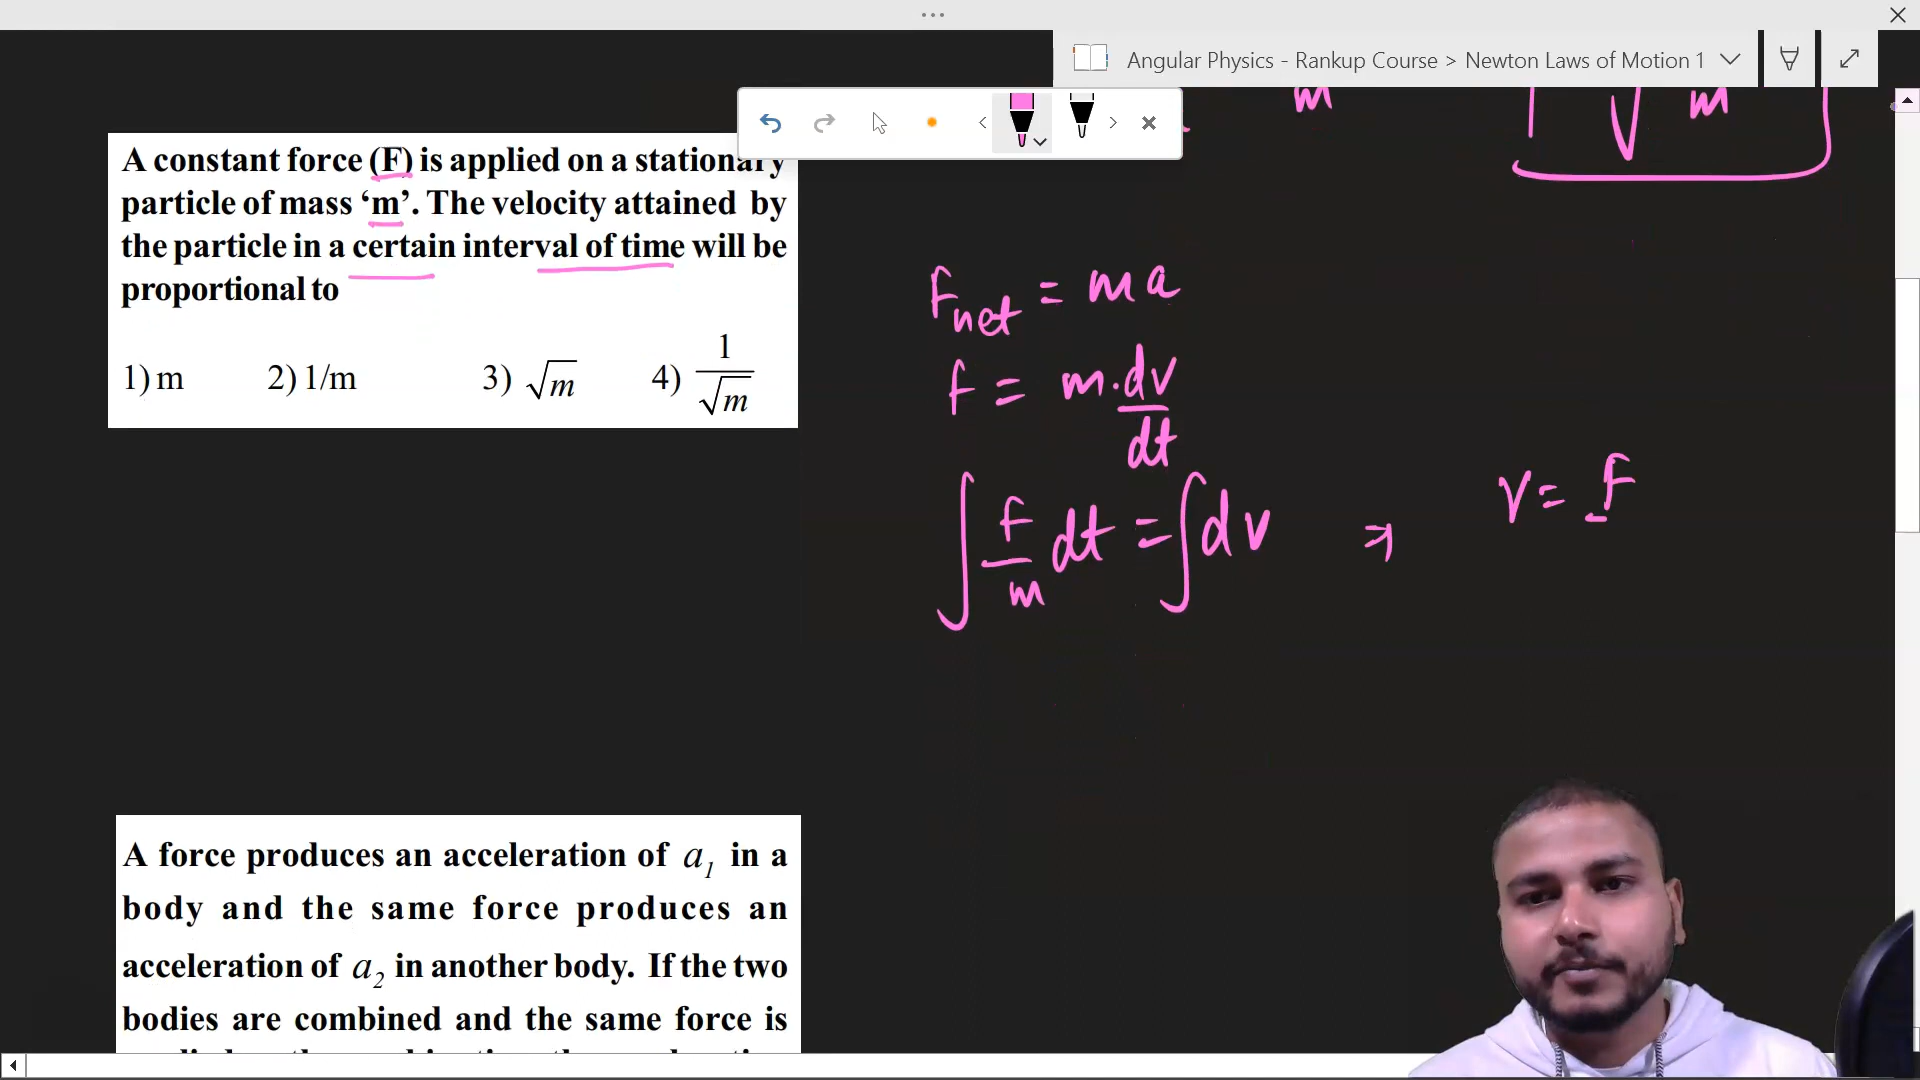 Angular Physics - Rankup Course > Newton Laws of Motion 1
m
√m
A constant force (F) is applied on a stationary
particle of mass ‘m’. The velocity attained by
the particle in a certain interval of time will be
proportional to
1) m 2) 1/m 3) √m 4) 1/√m
Fnet = ma
f = m.dv/dt
∫ f/m dt = ∫ dv ⇒ v = F
A force produces an acceleration of a₁ in a
body and the same force produces an
acceleration of a₂ in another body. If the two
bodies are combined and the same force is